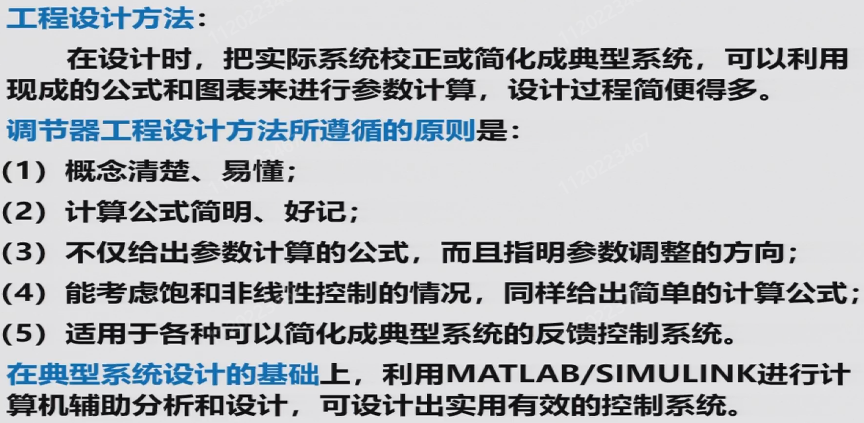 工程设计方法：
在设计时，把实际系统校正或简化成典型系统，可以利用
现成的公式和图表来进行参数计算，设计过程简便得多。
调节器工程设计方法所遵循的原则是：
(1) 概念清楚、易懂；
(2) 计算公式简明、好记；
(3) 不仅给出参数计算的公式，而且指明参数调整的方向；
(4) 能考虑饱和非线性控制的情况，同样给出简单的计算公式；
(5) 适用于各种可以简化成典型系统的反馈控制系统。
在典型系统设计的基础上，利用MATLAB/SIMULINK进行计
算机辅助分析和设计，可设计出实用有效的控制系统。